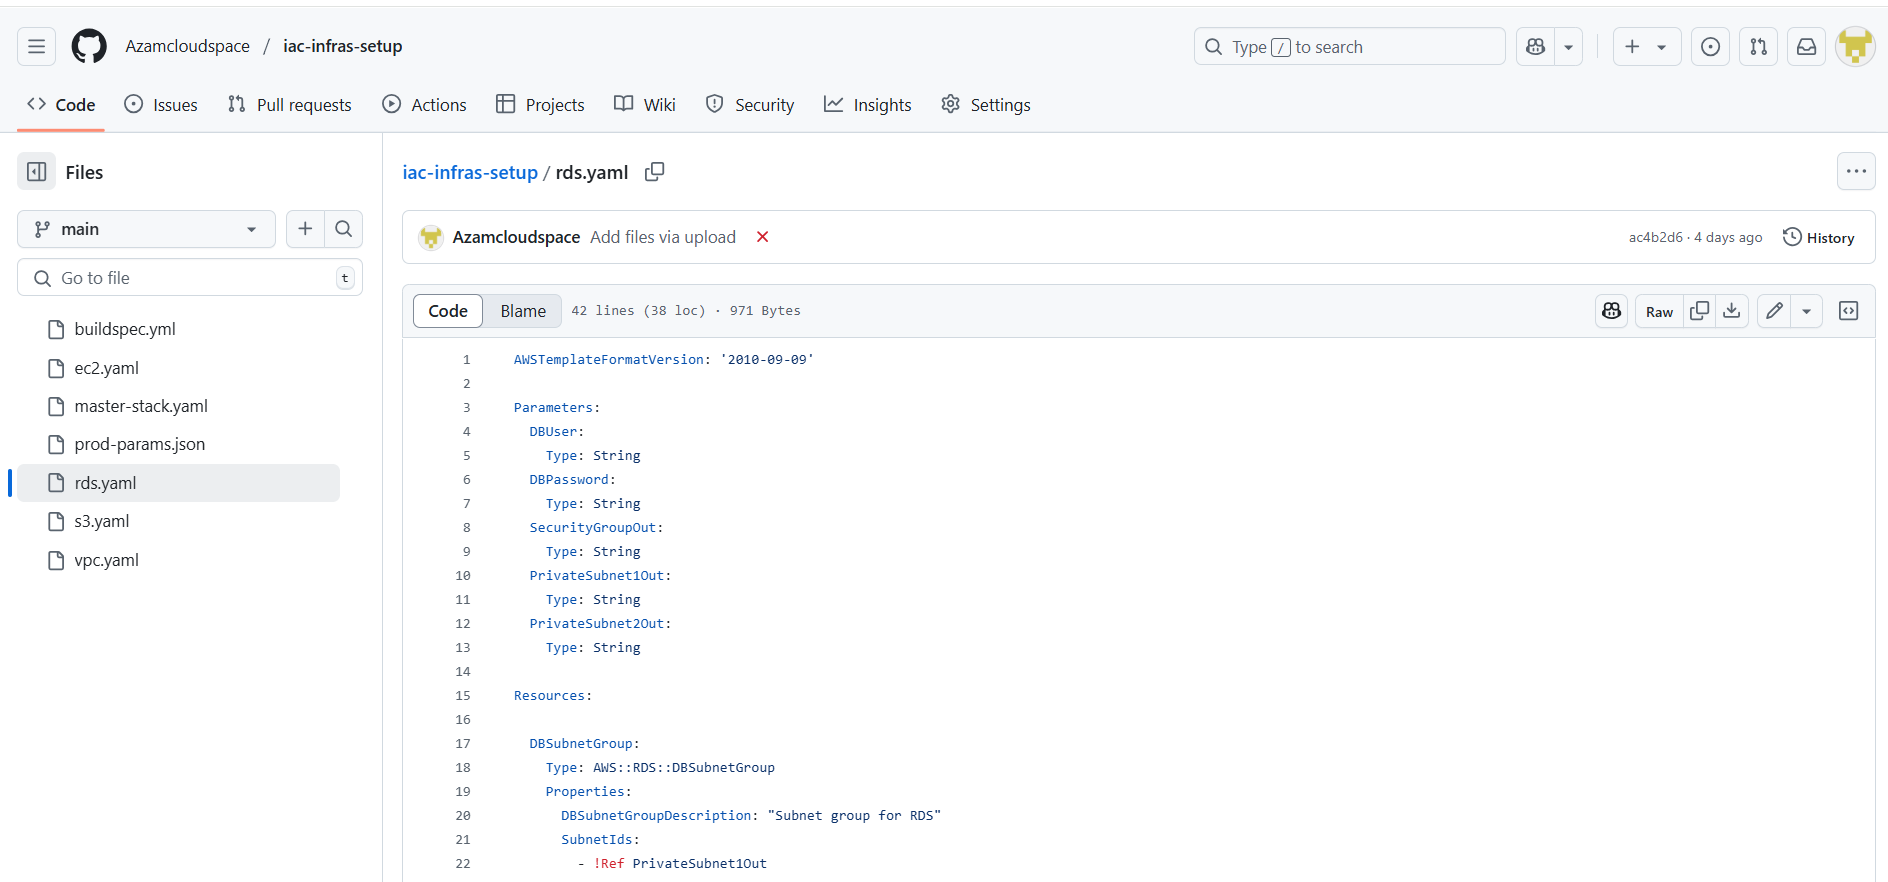 Azamcloudspace / iac-infras-setup
Type / to search
Code Issues Pull requests Actions Projects Wiki Security Insights Settings
Files
main
Go to file
t
buildspec.yml
ec2.yaml
master-stack.yaml
prod-params.json
rds.yaml
s3.yaml
vpc.yaml
iac-infras-setup / rds.yaml
Azamcloudspace Add files via upload
ac4b2d6 · 4 days ago
History
Code Blame 42 lines (38 loc) · 971 Bytes
Raw
1 AWSTemplateFormatVersion: '2010-09-09'
2
3 Parameters:
4 DBUser:
5 Type: String
6 DBPassword:
7 Type: String
8 SecurityGroupOut:
9 Type: String
10 PrivateSubnet1Out:
11 Type: String
12 PrivateSubnet2Out:
13 Type: String
14
15 Resources:
16
17 DBSubnetGroup:
18 Type: AWS::RDS::DBSubnetGroup
19 Properties:
20 DBSubnetGroupDescription: "Subnet group for RDS"
21 SubnetIds:
22 - !Ref PrivateSubnet1Out